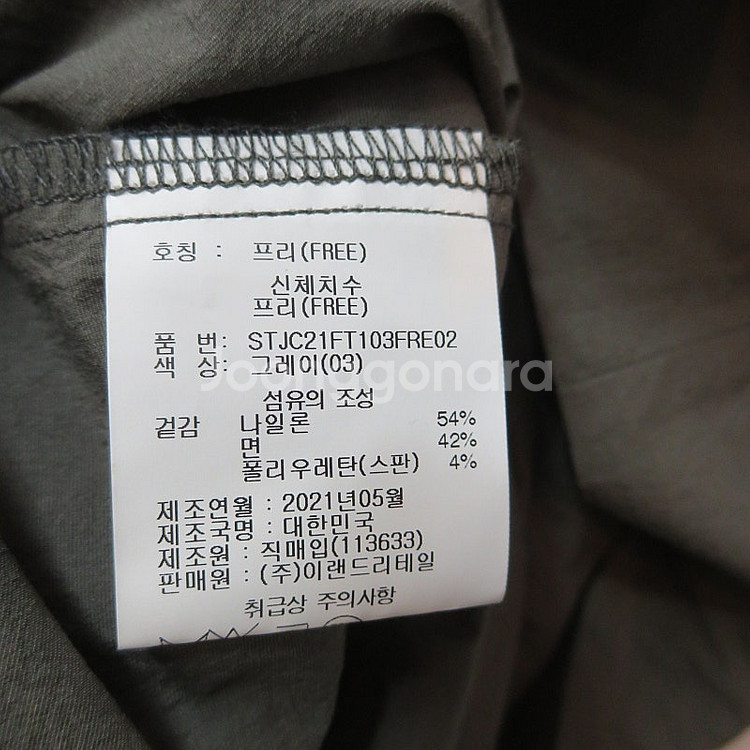 호칭 : 프리(FREE)
신체치수
프리(FREE)
품 번: STJC21FT103FRE02
색 상: 그레이(03)
joonggonara
섬유의 조성
겉감 나일론 54%
면 42%
폴리우레탄(스판) 4%
제조연월 : 2021년05월
제조국명 : 대한민국
제조원 : 직매입(113633)
판매원 : (주)이랜드리테일
취급상 주의사항